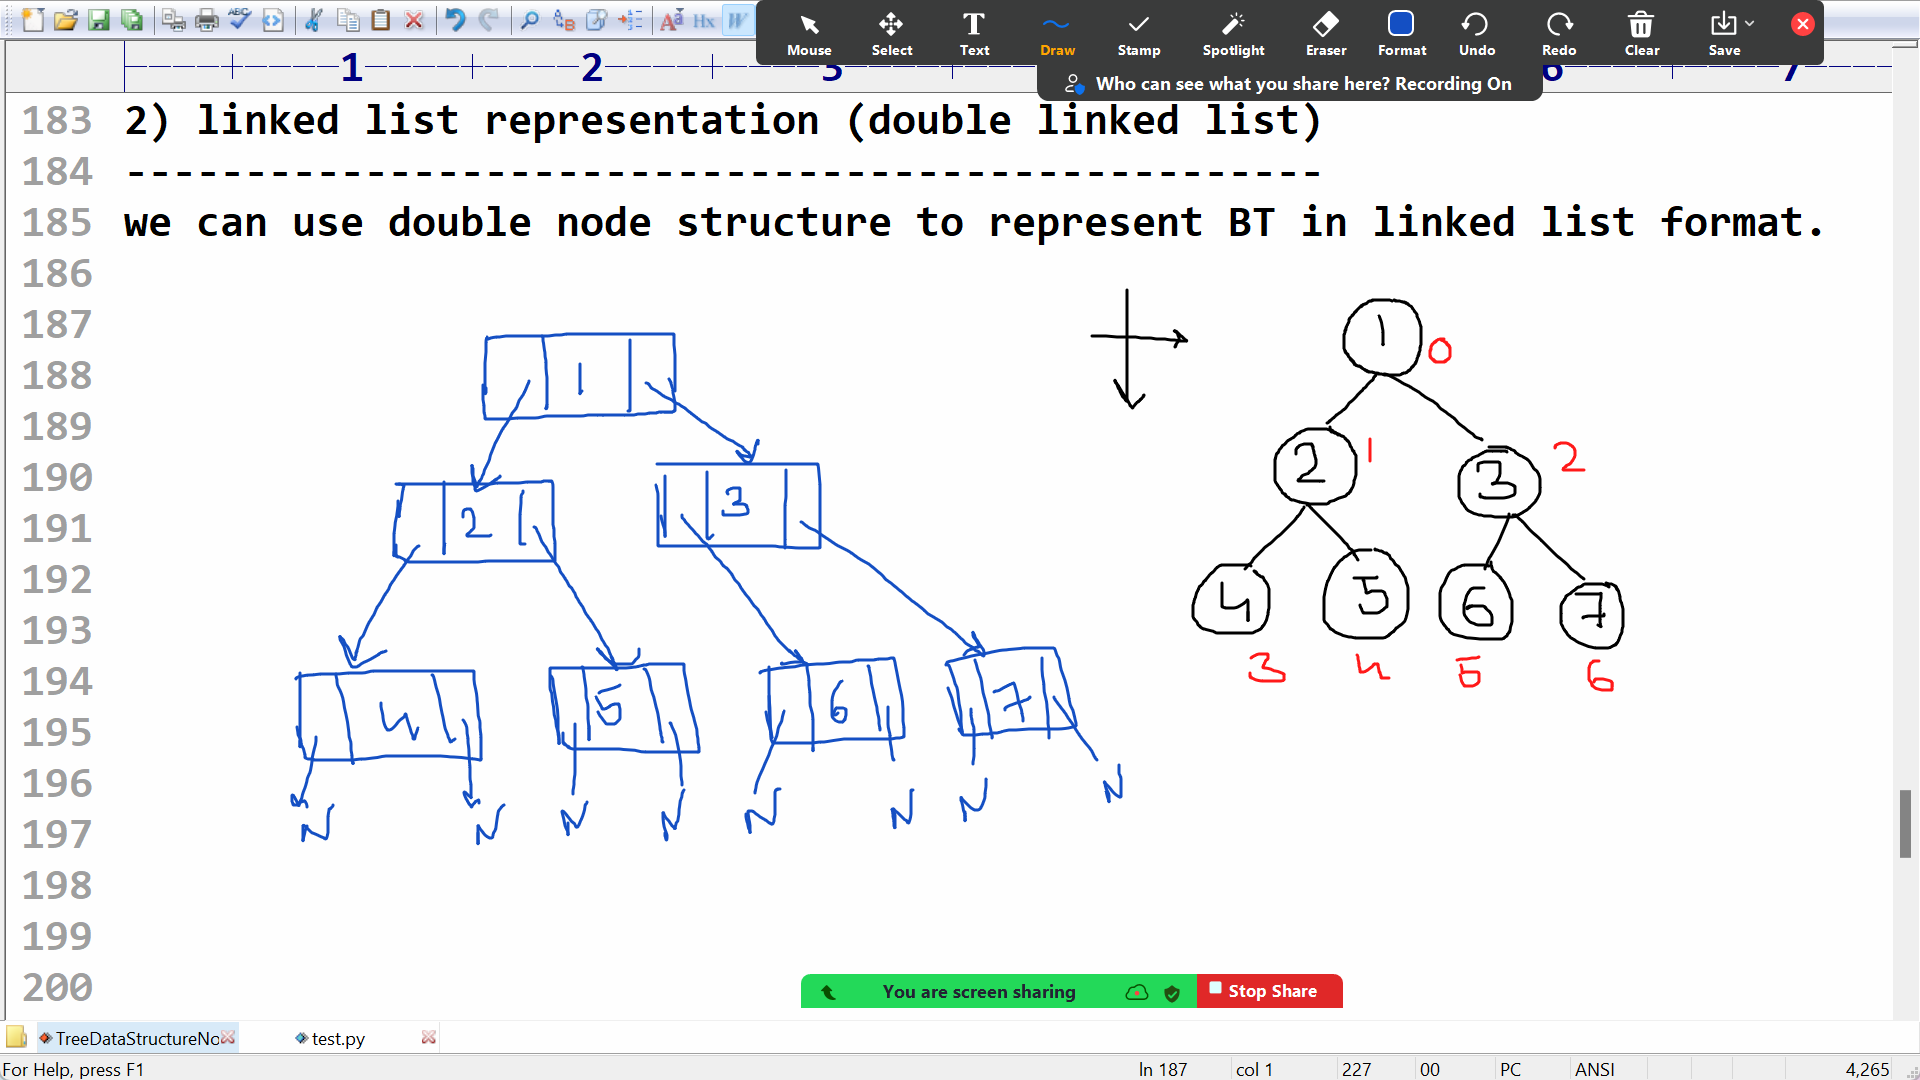 Mouse Select Text Draw Stamp Spotlight Eraser Format Undo Redo Clear Save
Who can see what you share here? Recording On
1 2 3 6 7
183 2) linked list representation (double linked list)
184 --------------------------------------------------
185 we can use double node structure to represent BT in linked list format.
186
187
188
189
190
191
192
193
194
195
196
197
198
199
200
1
2 3
4 5 6 7
N N N N N N N N
1 0
2 1 3 2
4 5 6 7
3 4 5 6
You are screen sharing Stop Share
TreeDataStructureNo test.py
For Help, press F1 ln 187 col 1 227 00 PC ANSI 4,265